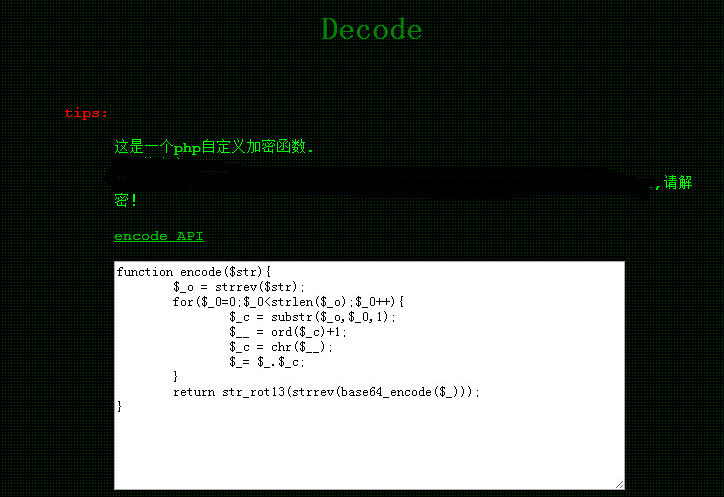 Decode
tips:
这是一个php自定义加密函数.
,请解
密!
encode API
function encode($str){
$_o = strrev($str);
for($_0=0;$_0<strlen($_o);$_0++){
$_c = substr($_o,$_0,1);
$__ = ord($_c)+1;
$_c = chr($__);
$_= $_.$_c;
}
return str_rot13(strrev(base64_encode($_)));
}